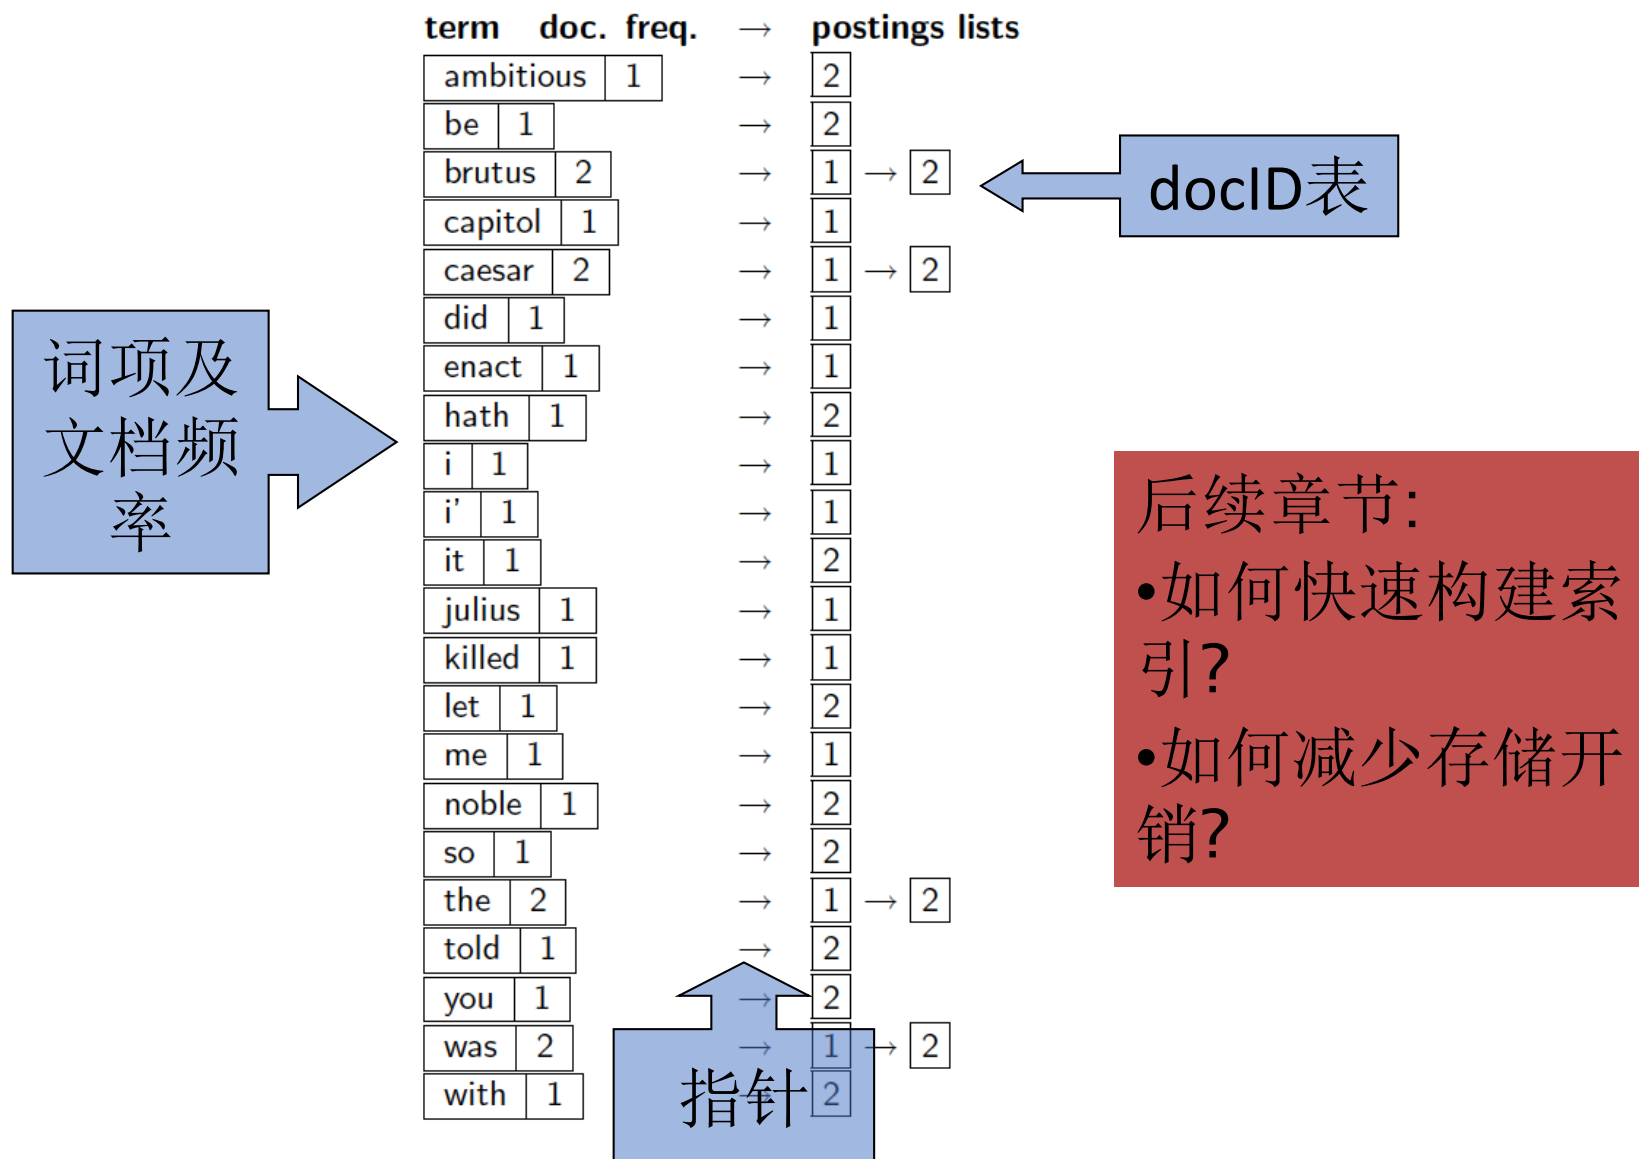 term doc. freq. → postings lists
ambitious 1 → 2
be 1 → 2
brutus 2 → 1 → 2
capitol 1 → 1
caesar 2 → 1 → 2
did 1 → 1
enact 1 → 1
hath 1 → 2
i 1 → 1
i' 1 → 1
it 1 → 2
julius 1 → 1
killed 1 → 1
let 1 → 2
me 1 → 1
noble 1 → 2
so 1 → 2
the 2 → 1 → 2
told 1 → 2
you 1 → 2
was 2 → 1 → 2
with 1 → 2
docID表
词项及
文档频
率
指针
后续章节:
•如何快速构建索
引?
•如何减少存储开
销?